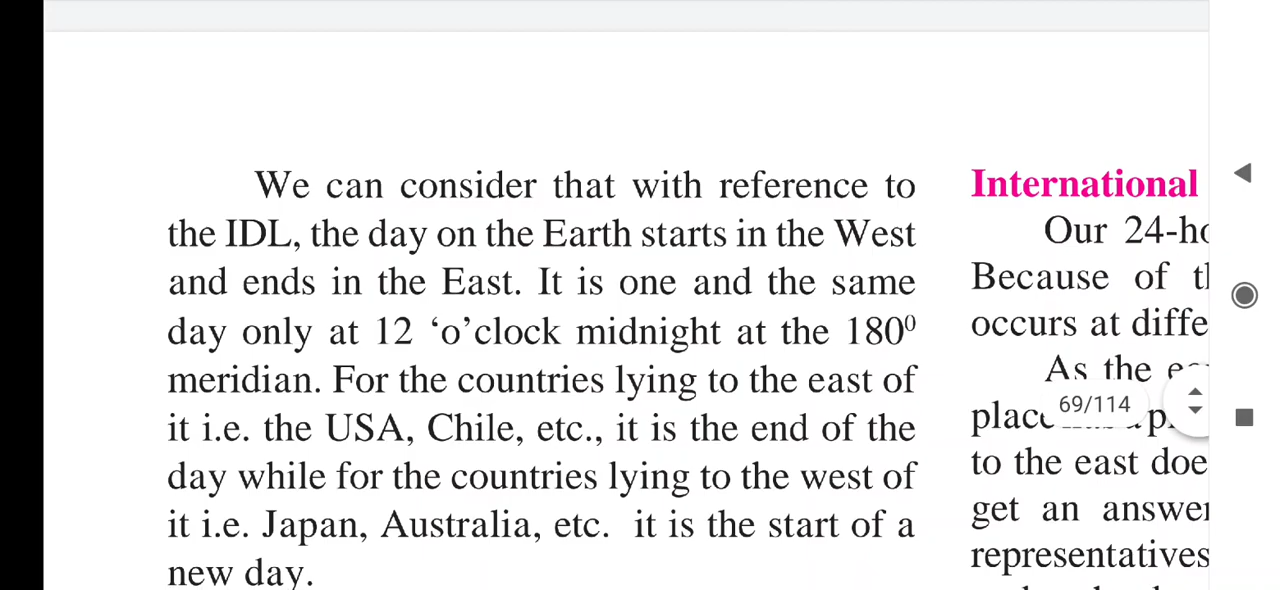 We can consider that with reference to
the IDL, the day on the Earth starts in the West
and ends in the East. It is one and the same
day only at 12 ‘o’clock midnight at the 180⁰
meridian. For the countries lying to the east of
it i.e. the USA, Chile, etc., it is the end of the
day while for the countries lying to the west of
it i.e. Japan, Australia, etc. it is the start of a
new day.
International
Our 24-ho
Because of
occurs at diffe
As the
69/114
to the east doe
get an answer
representatives